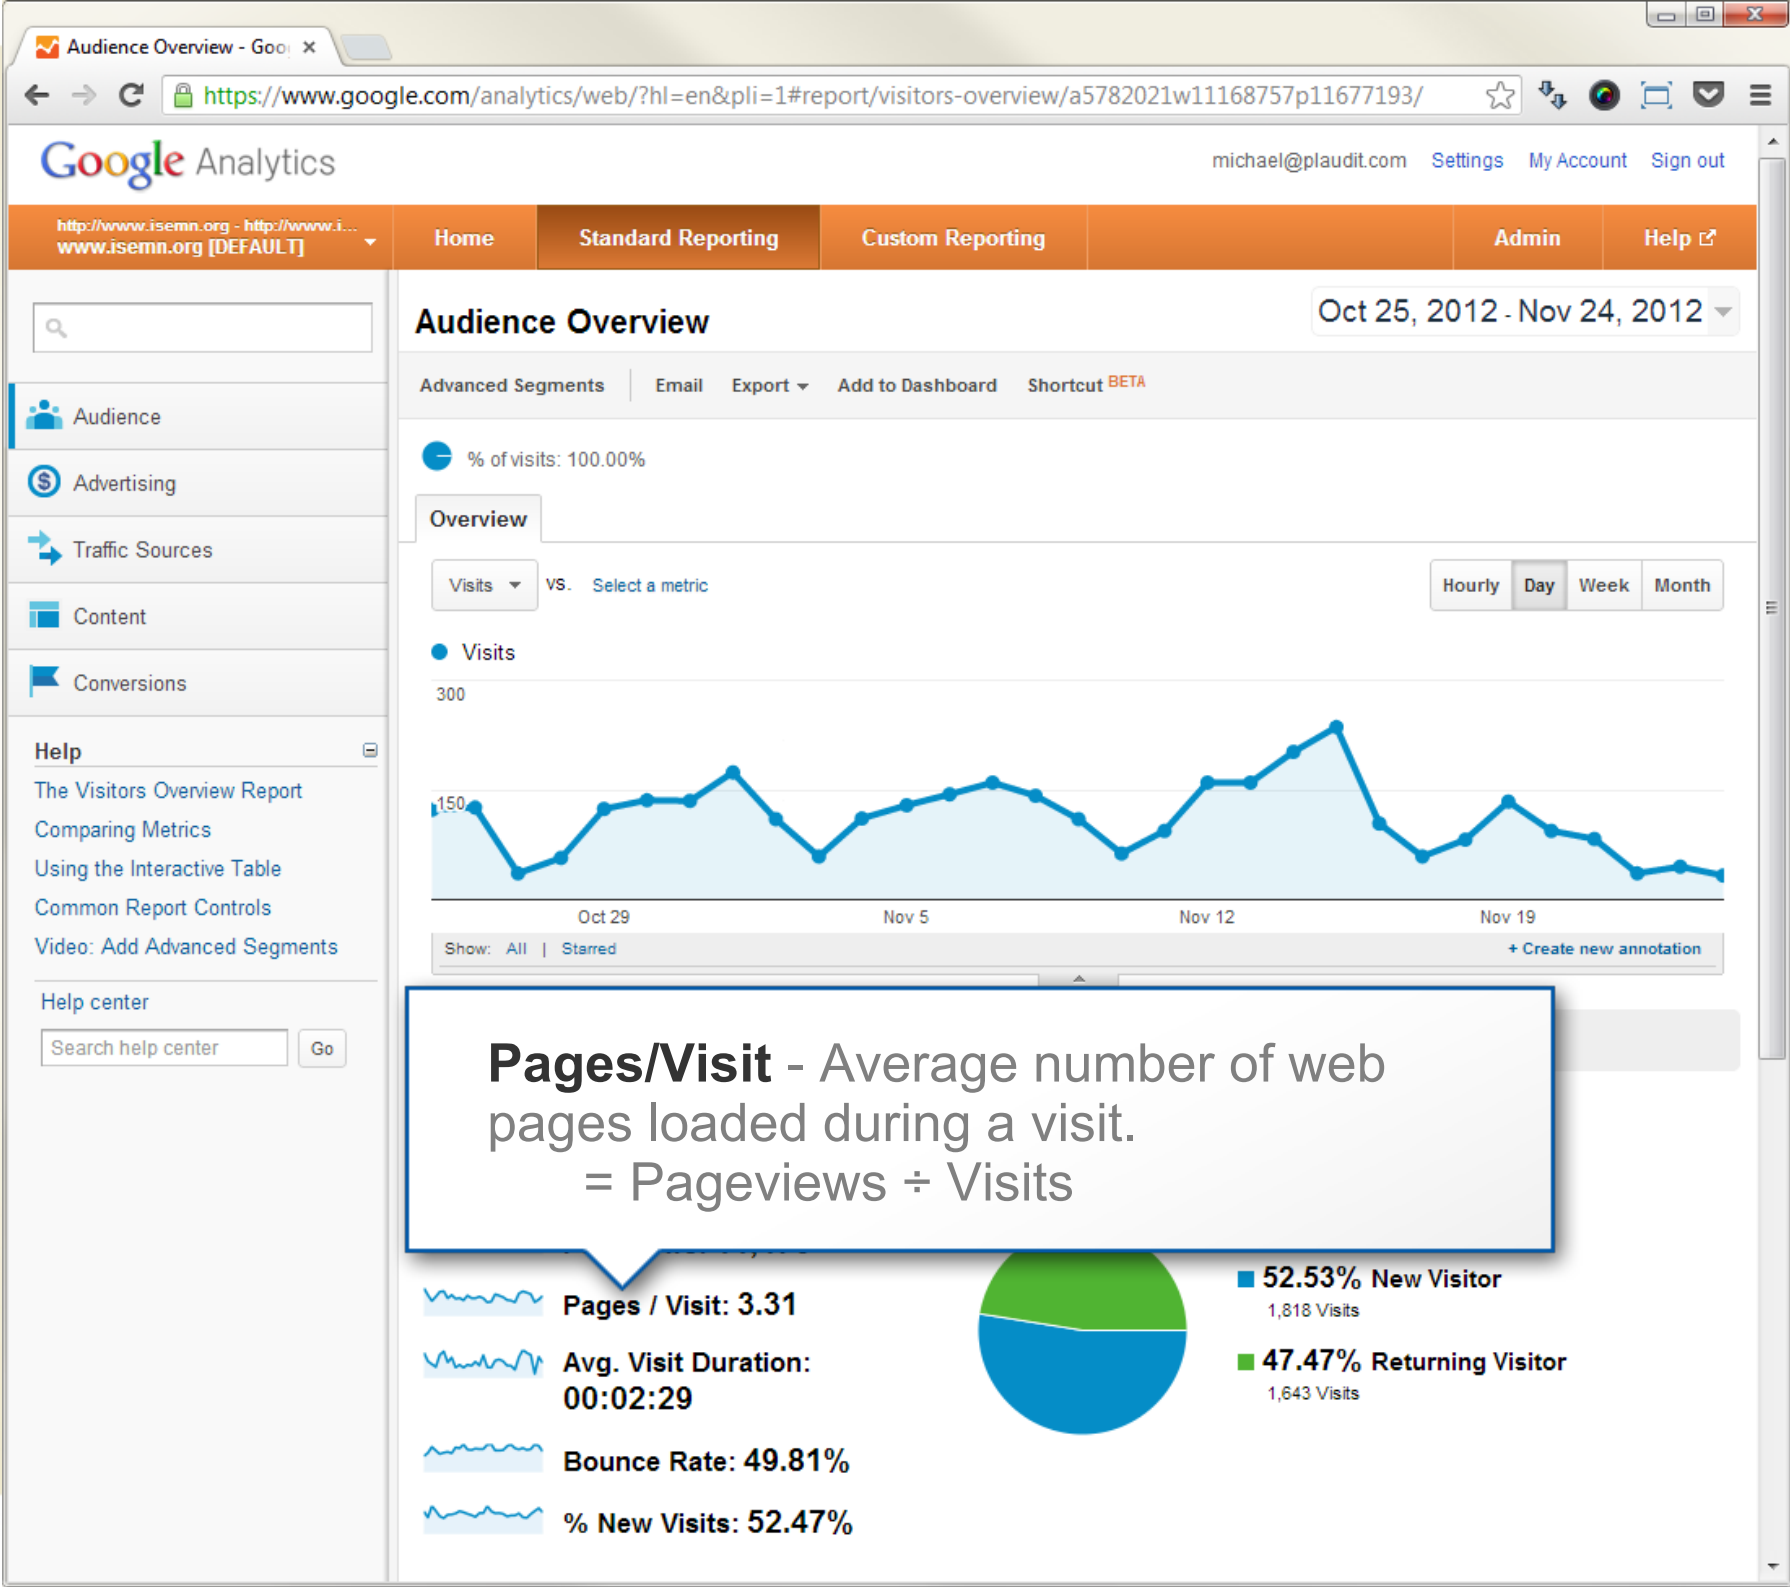 Audience Overview - Goo
https://www.google.com/analytics/web/?hl=en&pli=1#report/visitors-overview/a5782021w11168757p11677193/
Google Analytics
michael@plaudit.com Settings My Account Sign out
http://www.isemn.org - http://www.i...
www.isemn.org [DEFAULT]
Home Standard Reporting Custom Reporting Admin Help
Audience Overview
Oct 25, 2012 - Nov 24, 2012
Advanced Segments Email Export Add to Dashboard Shortcut BETA
Audience
Advertising
Traffic Sources
Content
Conversions
Help
The Visitors Overview Report
Comparing Metrics
Using the Interactive Table
Common Report Controls
Video: Add Advanced Segments
Help center
Search help center Go
% of visits: 100.00%
Overview
Visits VS. Select a metric
Hourly Day Week Month
Visits
300
150
Oct 29 Nov 5 Nov 12 Nov 19
Show: All | Starred
+ Create new annotation
Pages/Visit - Average number of web
pages loaded during a visit.
= Pageviews ÷ Visits
Pages / Visit: 3.31
Avg. Visit Duration:
00:02:29
Bounce Rate: 49.81%
% New Visits: 52.47%
52.53% New Visitor
1,818 Visits
47.47% Returning Visitor
1,643 Visits